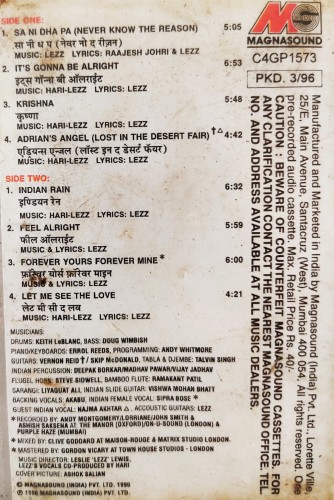 SIDE ONE:
1. SA NI DHA PA (NEVER KNOW THE REASON) 5:05
सा नी ध प (नेवर नो द रीज़न)
MUSIC: LEZZ LYRICS: RAAJESH JOHRI & LEZZ
2. IT'S GONNA BE ALRIGHT 5:53
इट्स गॉन्ना बी ऑलराईट
MUSIC: HARI-LEZZ LYRICS: LEZZ
3. KRISHNA 5:48
कृष्णा
MUSIC: HARI-LEZZ LYRICS: LEZZ
4. ADRIAN'S ANGEL (LOST IN THE DESERT FAIR) †△ 4:42
एड्रियन्स एन्जल (लॉस्ट इन द डेसर्ट फॅयर)
MUSIC: HARI-LEZZ LYRICS: LEZZ
SIDE TWO:
1. INDIAN RAIN 6:32
इण्डियन रेन
MUSIC: HARI-LEZZ LYRICS: LEZZ
2. FEEL ALRIGHT 5:59
फील ऑलराईट
MUSIC & LYRICS: LEZZ
3. FOREVER YOURS FOREVER MINE * 6:00
फ़ॉरेवर योर्स फ़ॉरेवर माइन
MUSIC & LYRICS: LEZZ
4. LET ME SEE THE LOVE 4:21
लेट मी सी द लव
MUSIC: HARI-LEZZ LYRICS: LEZZ
MUSICIANS:
DRUMS: KEITH LeBLANC, BASS: DOUG WIMBISH
PROGRAMMING/KEYBOARDS: ERROL REEDS, PROGRAMMING: ANDY WHITMORE
GUITARS: VERNON REID † / SKIP McDONALD, TABLA & DJEMBE: TALVIN SINGH
INDIAN PERCUSSION: DEEPAK BORKAR/MADHAV PAWAR/VIJAY JADHAV
FLUGEL HORN: STEVE SIDWELL, BAMBOO FLUTE: RAMAKANT PATIL
SARANGI: LIYAQUAT ALI, INDIAN SLIDE GUITAR: VISHWA MOHAN BHATT
BACKING VOCALS: AKABU, INDIAN FEMALE VOCAL: SIPRA BOSE *
GUEST INDIAN VOCAL: NAJMA AKHTAR △. ACOUSTIC GUITARS: LEZZ
RECORDED BY: ANDY MONTGOMERY/LORIANE/JOHN SMITH &
ASHISH SAKSENA AT THE MANOR (OXFORD)/ON-U SOUND (LONDON) &
PURPLE HAZE (MUMBAI)
MIXED BY: CLIVE GODDARD AT MAISON-ROUGE & MATRIX STUDIO LONDON.
MASTERED BY: GORDON VICARY AT TOWN HOUSE STUDIOS - LONDON
MUSIC DIRECTOR: LESLIE 'LEZZ' LEWIS.
LEZZ'S VOCALS CO-PRODUCED BY HARI
COVER PICTURE: ASHOK SALIAN
Ⓟ MAGNASOUND (INDIA) PVT. LTD., 1996
© MAGNASOUND (INDIA) PVT. LTD., 1996
MAGNASOUND
C4GP1573
PKD. 3/96
Manufactured and Marketed in India by Magnasound (India) Pvt. Ltd., Lorette Ville,
25/E, Main Avenue, Santacruz (West), Mumbai 400 054. All rights reserved. One
pre-recorded audio cassette. Max. Retail Price Rs. 40/-
CAUTION: BEWARE OF COUNTERFEIT MAGNASOUND CASSETTES. FOR
ANY CLARIFICATION CONTACT THE NEAREST MAGNASOUND OFFICE. TEL.
NO. AND ADDRESS AVAILABLE AT ALL MUSIC DEALERS.